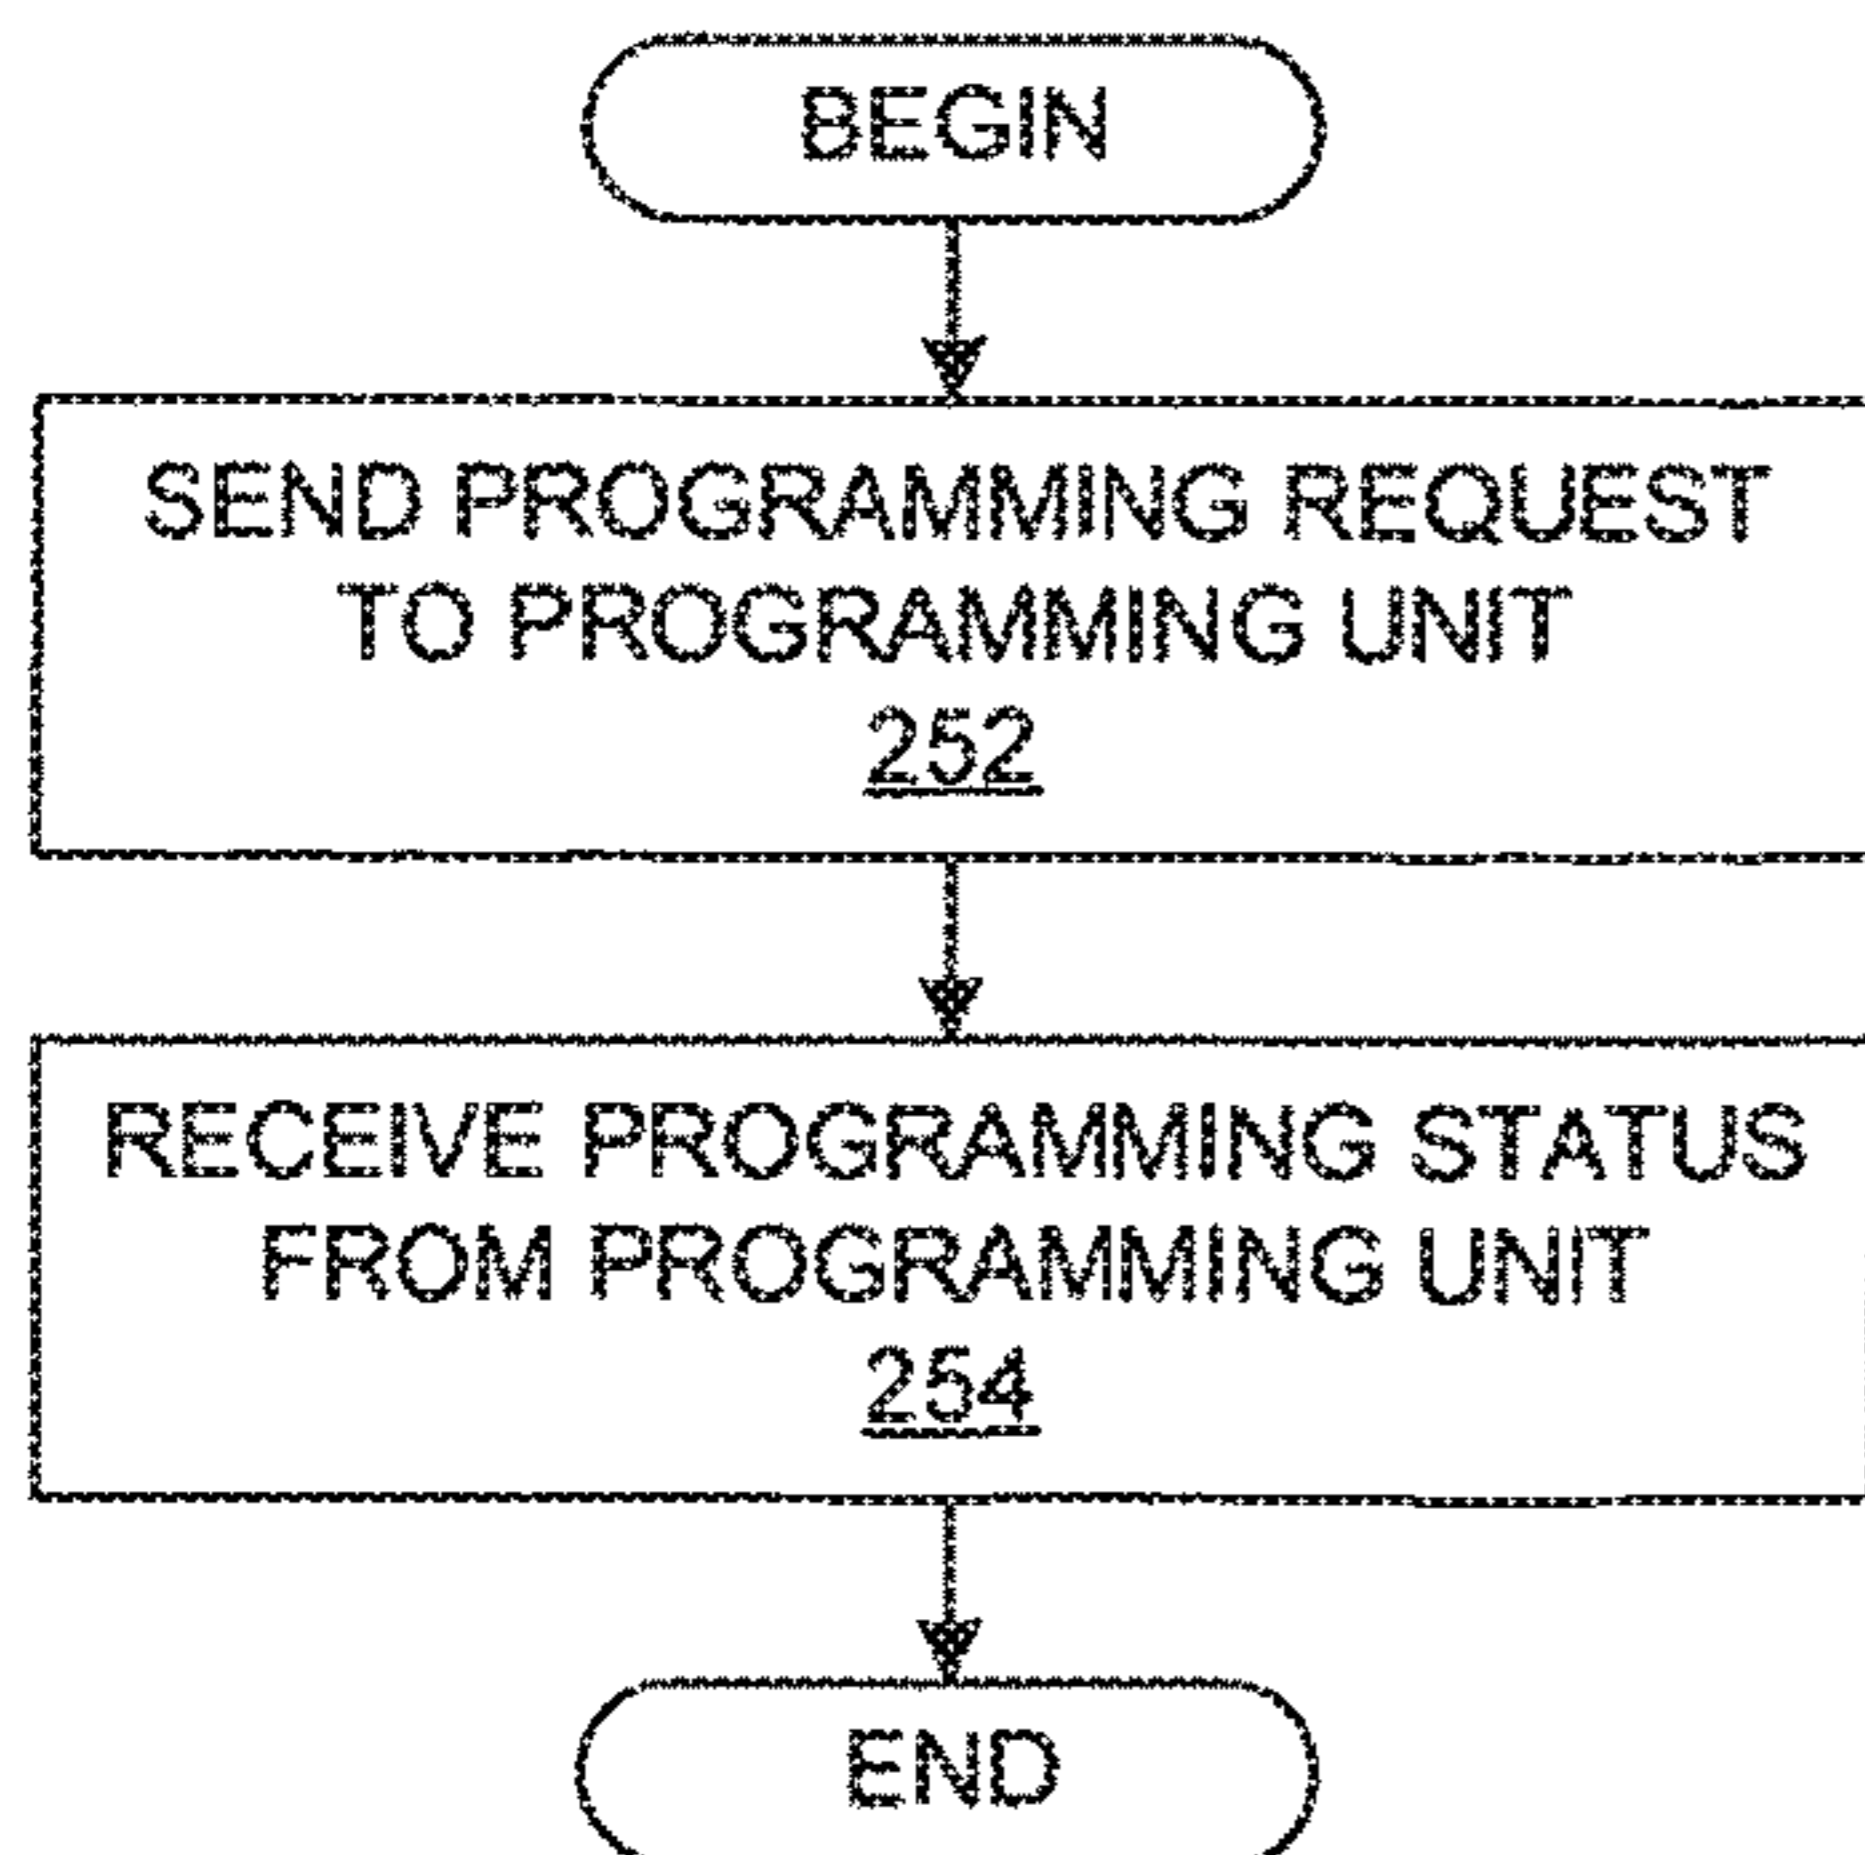 BEGIN
SEND PROGRAMMING REQUEST
TO PROGRAMMING UNIT
252
RECEIVE PROGRAMMING STATUS
FROM PROGRAMMING UNIT
254
END